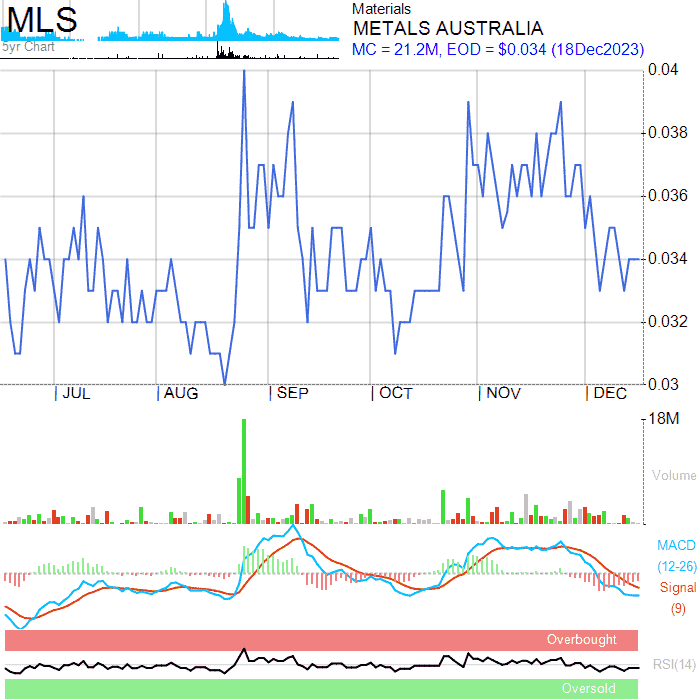 MLS
5yr Chart
Materials
METALS AUSTRALIA
MC = 21.2M, EOD = $0.034 (18Dec2023)
0.04
0.038
0.036
0.034
0.032
0.03
JUL AUG SEP OCT NOV DEC
18M
Volume
MACD
(12-26)
Signal
(9)
Overbought
RSI(14)
Oversold